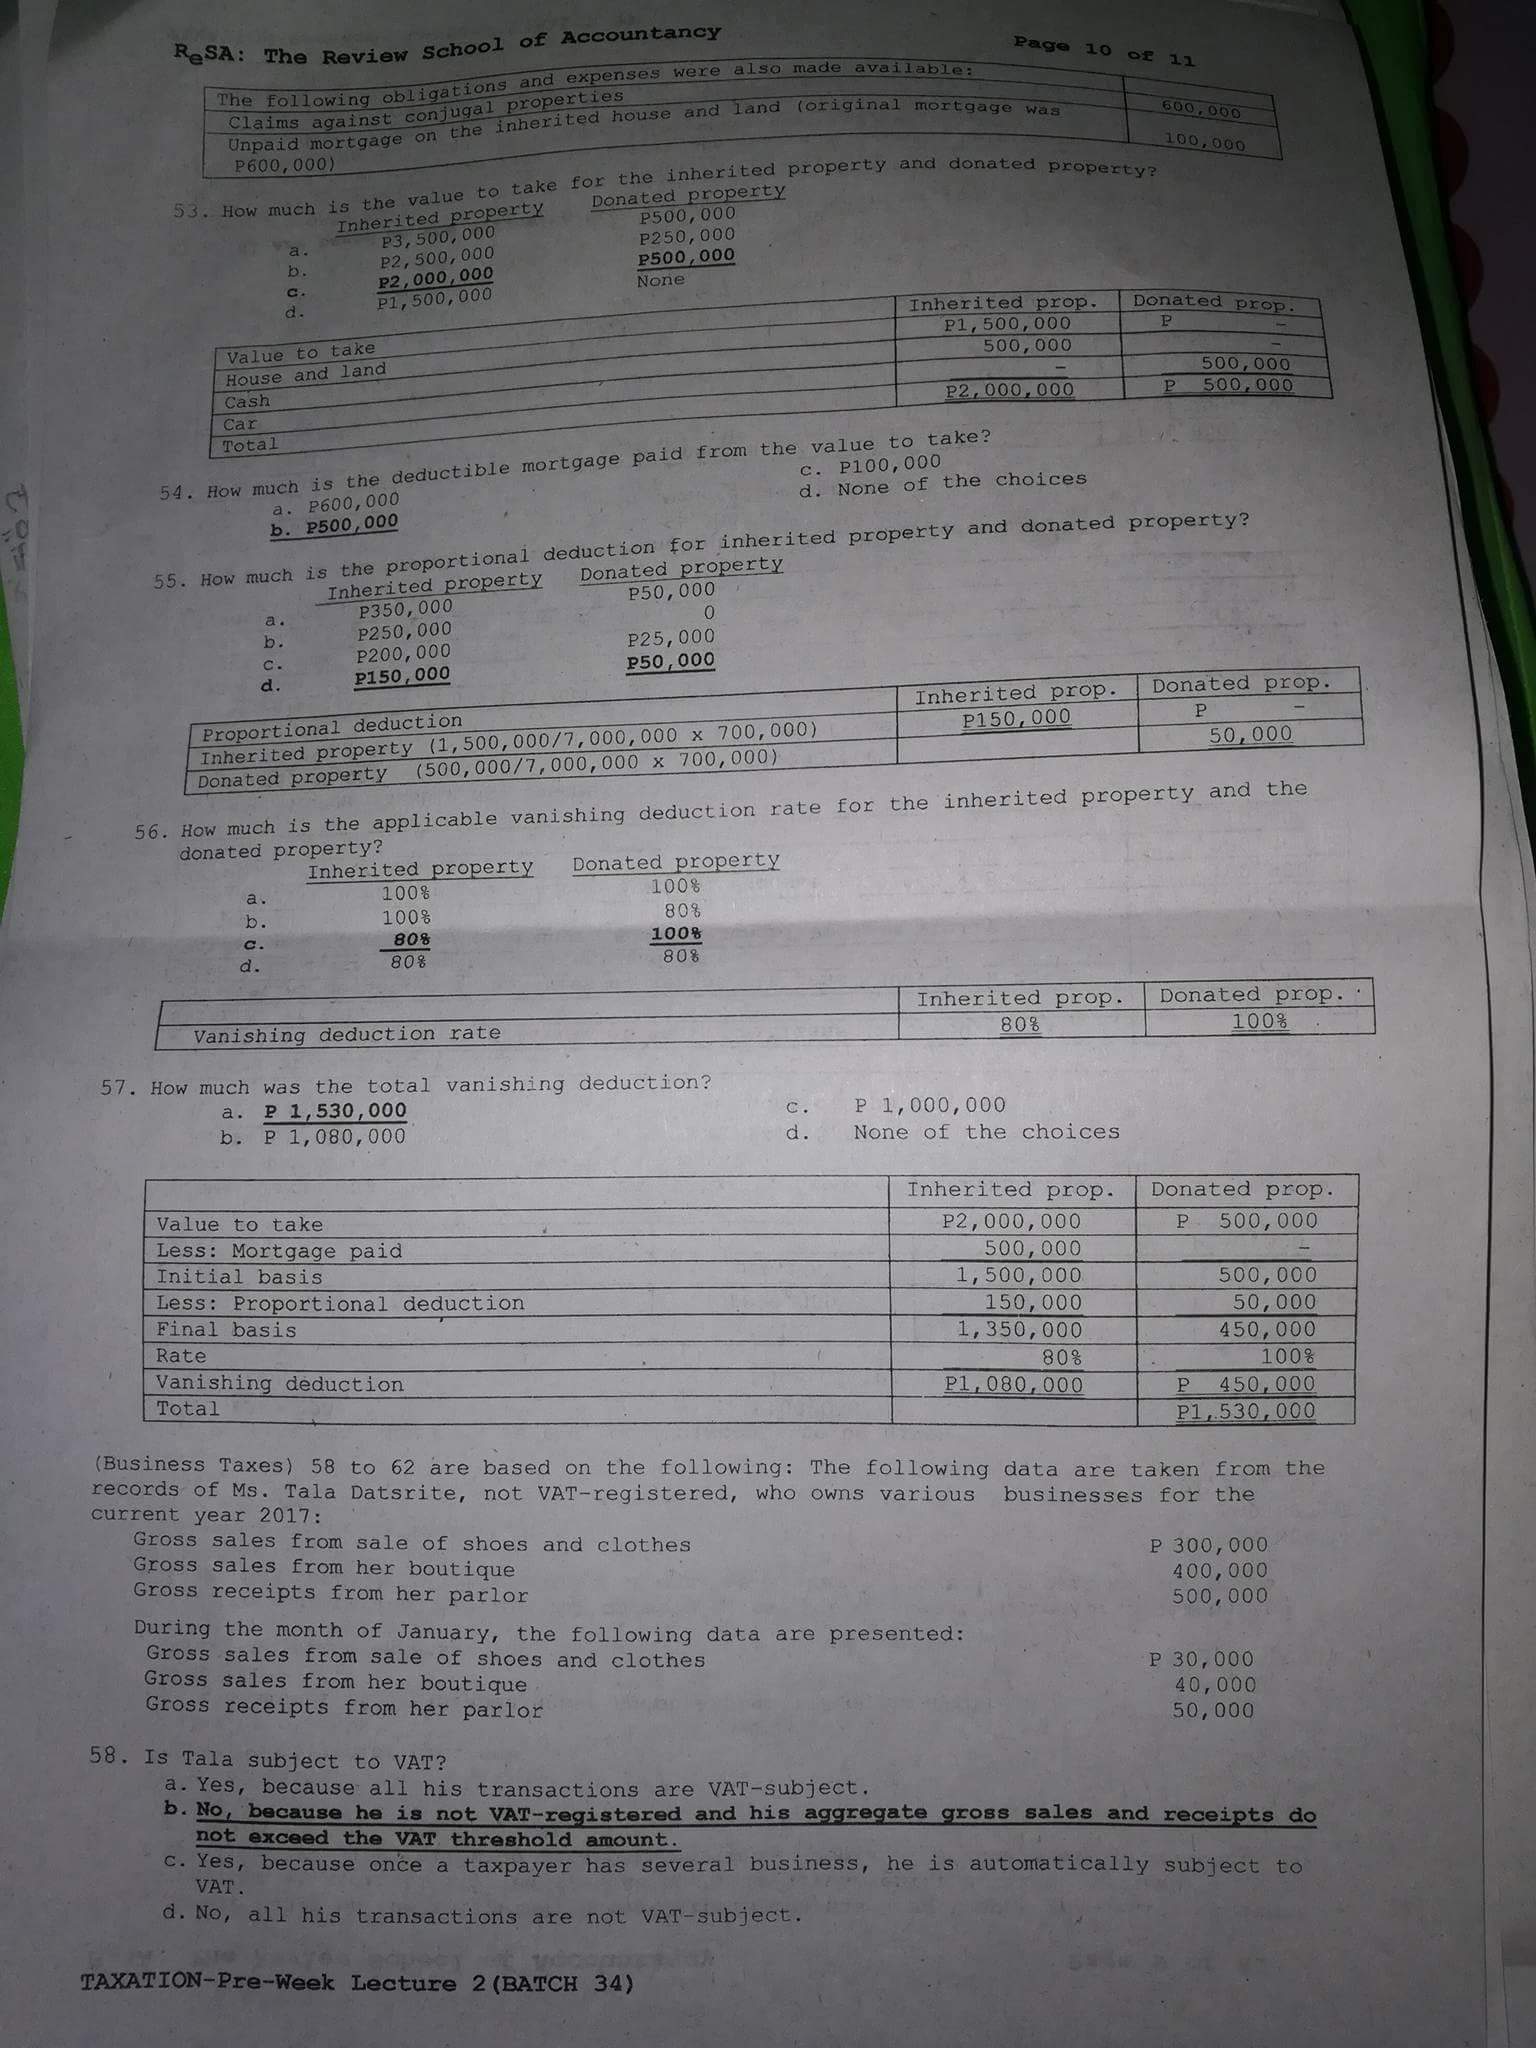 ReSA: The Review School of Accountancy Page 10 of 11
The following obligations and expenses were also made available:
Claims against conjugal properties 600,000
Unpaid mortgage on the inherited house and land (original mortgage was
P600,000) 100,000
53. How much is the value to take for the inherited property and donated property?
Inherited property Donated property
a. P3,500,000 P500,000
b. P2,500,000 P250,000
c. P2,000,000 P500,000
d. P1,500,000 None
Inherited prop. Donated prop.
Value to take P1,500,000 P -
House and land 500,000 -
Cash - 500,000
Car P2,000,000 P 500,000
Total
54. How much is the deductible mortgage paid from the value to take?
a. P600,000 c. P100,000
b. P500,000 d. None of the choices
55. How much is the proportional deduction for inherited property and donated property?
Inherited property Donated property
a. P350,000 P50,000
b. P250,000 0
c. P200,000 P25,000
d. P150,000 P50,000
Inherited prop. Donated prop.
Proportional deduction
Inherited property (1,500,000/7,000,000 x 700,000) P150,000 P -
Donated property (500,000/7,000,000 x 700,000) 50,000
56. How much is the applicable vanishing deduction rate for the inherited property and the
donated property?
Inherited property Donated property
a. 100% 100%
b. 100% 80%
c. 80% 100%
d. 80% 80%
Inherited prop. Donated prop.
Vanishing deduction rate 80% 100%
57. How much was the total vanishing deduction?
a. P 1,530,000 c. P 1,000,000
b. P 1,080,000 d. None of the choices
Inherited prop. Donated prop.
Value to take P2,000,000 P 500,000
Less: Mortgage paid 500,000 -
Initial basis 1,500,000 500,000
Less: Proportional deduction 150,000 50,000
Final basis 1,350,000 450,000
Rate 80% 100%
Vanishing deduction P1,080,000 P 450,000
Total P1,530,000
(Business Taxes) 58 to 62 are based on the following: The following data are taken from the
records of Ms. Tala Datsrite, not VAT-registered, who owns various businesses for the
current year 2017:
Gross sales from sale of shoes and clothes P 300,000
Gross sales from her boutique 400,000
Gross receipts from her parlor 500,000
During the month of January, the following data are presented:
Gross sales from sale of shoes and clothes P 30,000
Gross sales from her boutique 40,000
Gross receipts from her parlor 50,000
58. Is Tala subject to VAT?
a. Yes, because all his transactions are VAT-subject.
b. No, because he is not VAT-registered and his aggregate gross sales and receipts do
not exceed the VAT threshold amount.
c. Yes, because once a taxpayer has several business, he is automatically subject to
VAT.
d. No, all his transactions are not VAT-subject.
TAXATION-Pre-Week Lecture 2(BATCH 34)